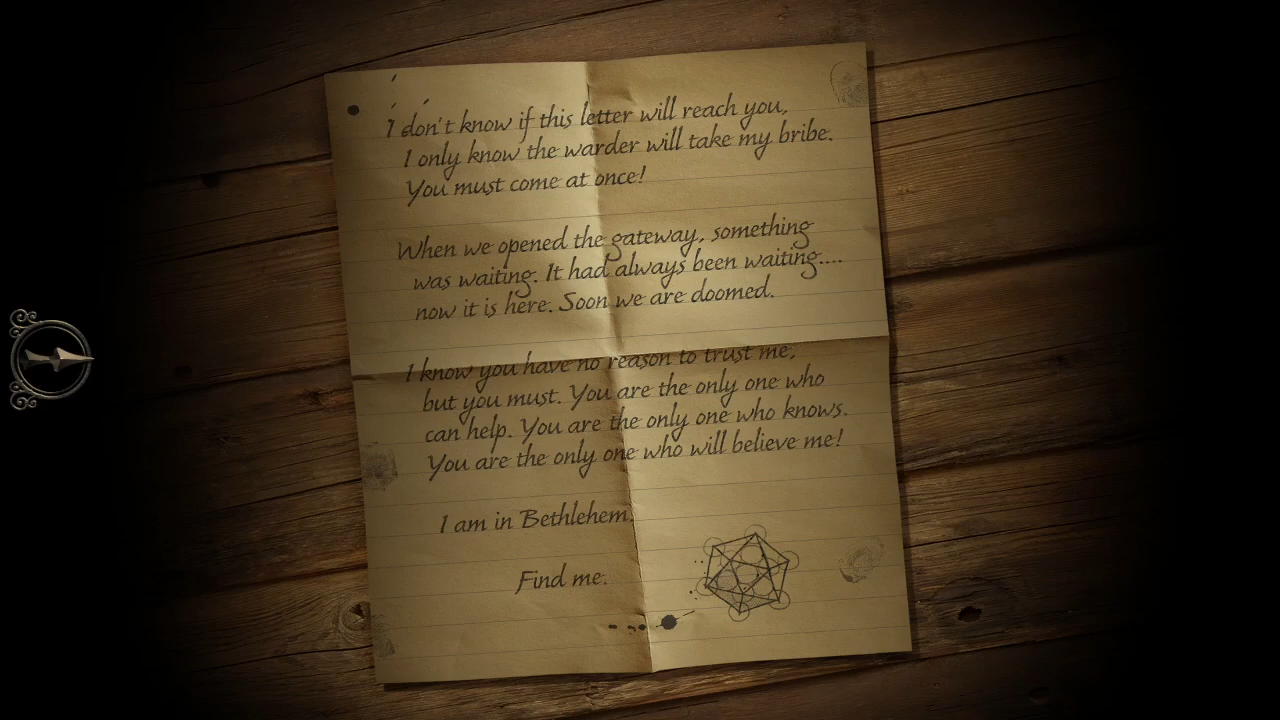 I don't know if this letter will reach you,
I only know the warder will take my bribe.
You must come at once!
When we opened the gateway, something
was waiting. It had always been waiting....
now it is here. Soon we are doomed.
I know you have no reason to trust me,
but you must. You are the only one who
can help. You are the only one who knows.
You are the only one who will believe me!
I am in Bethlehem.
Find me.